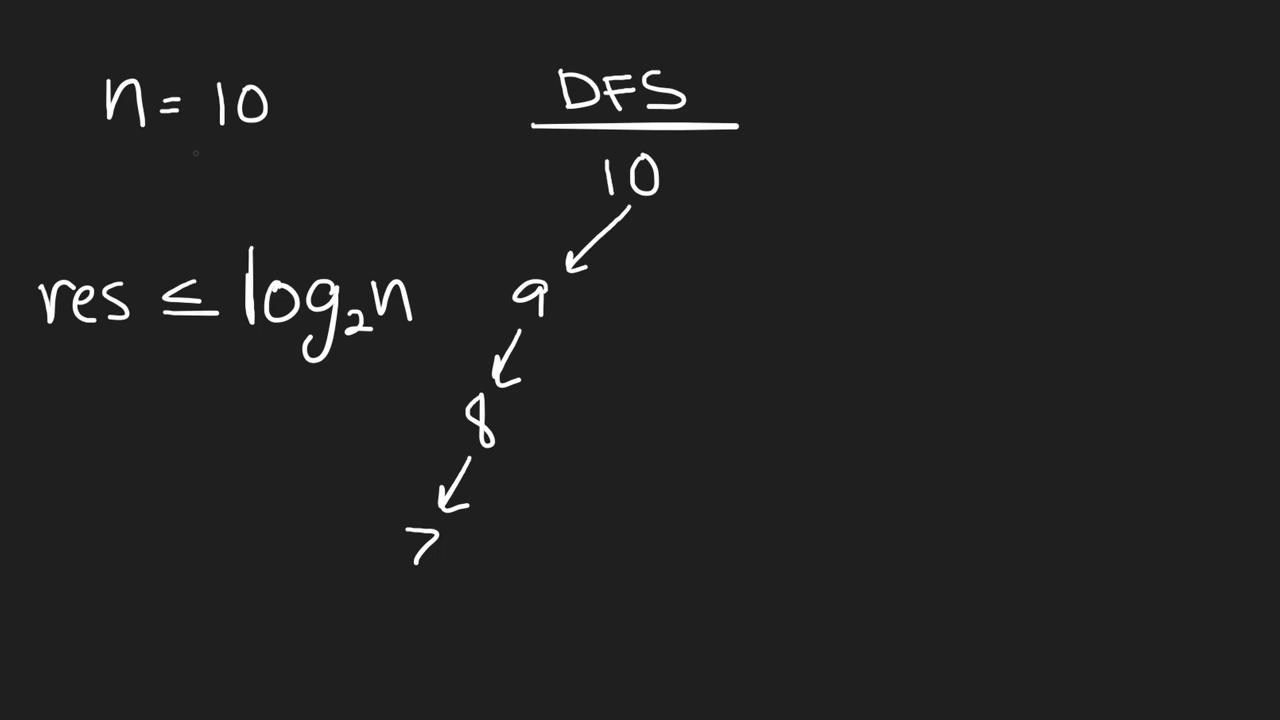 n = 10
DFS
10
res ≤ log₂n
9
8
7